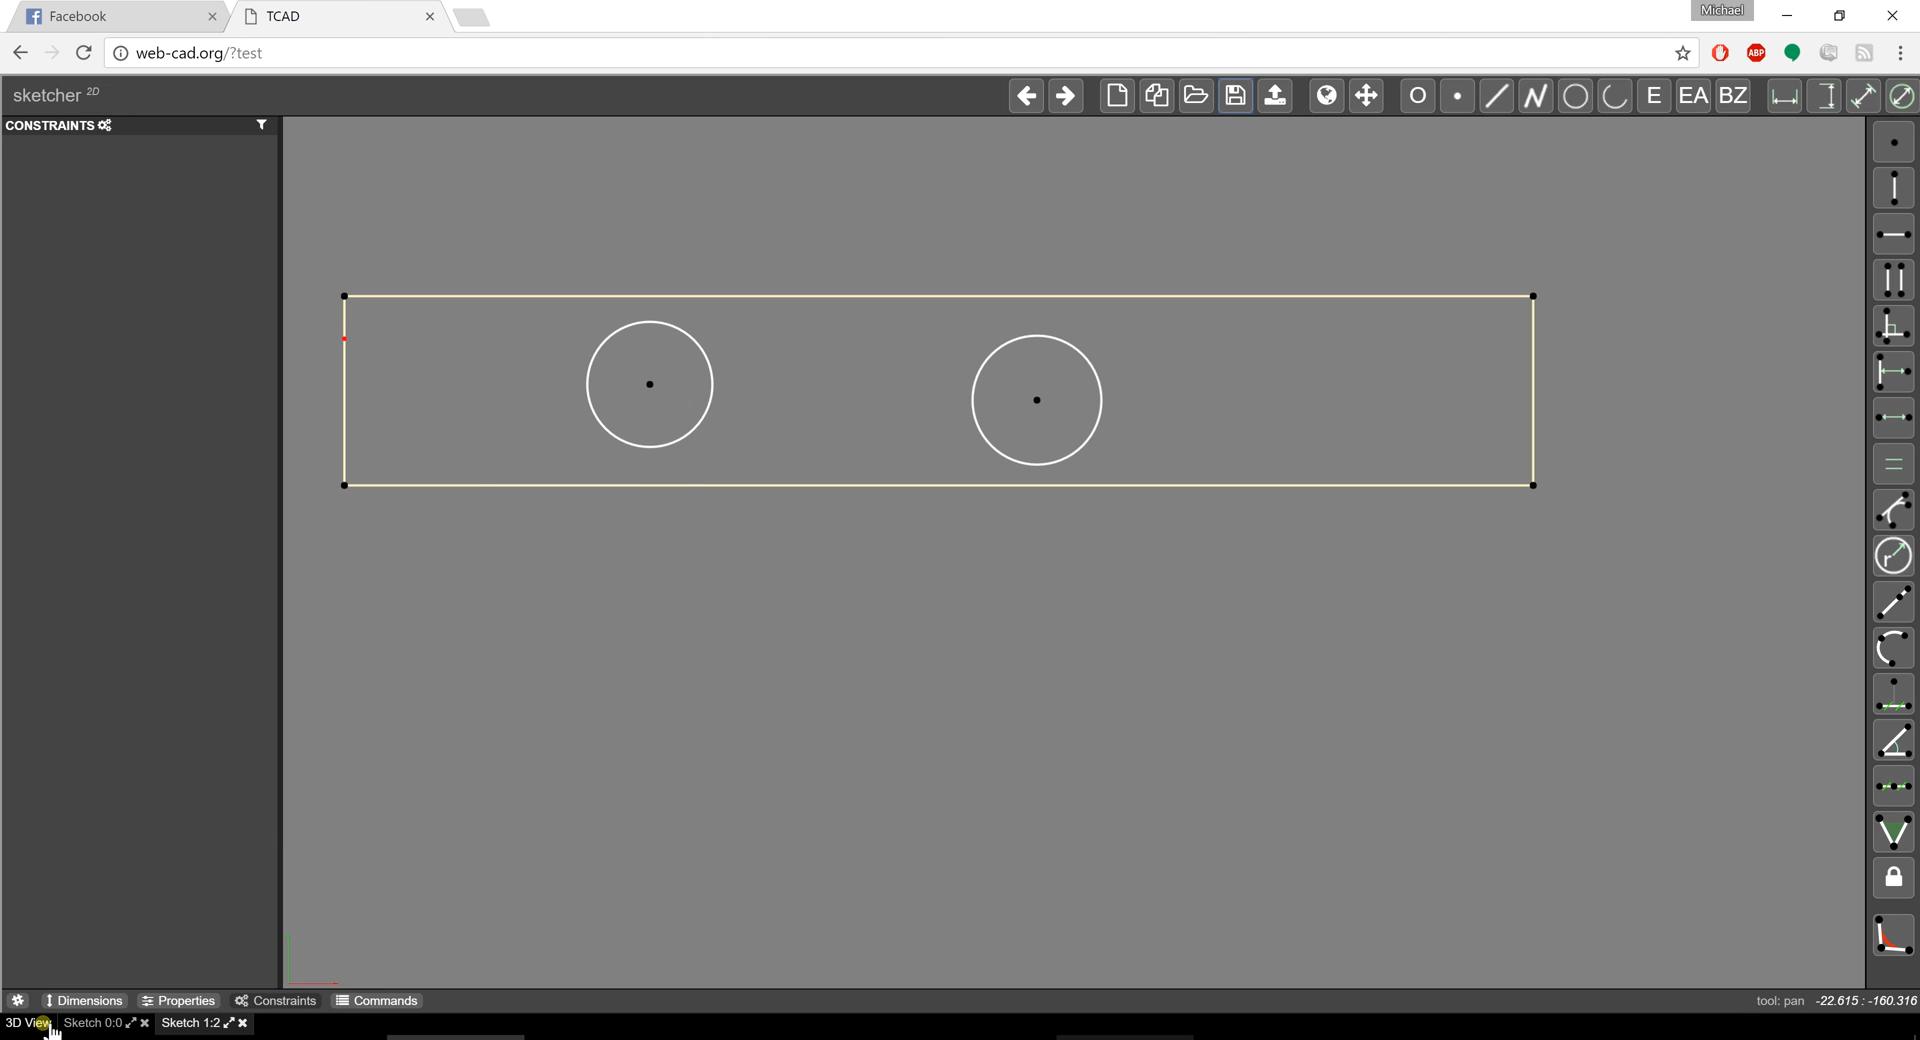 Facebook
TCAD
Michael
web-cad.org/?test
ABP
sketcher 2D
O
E
EA
BZ
CONSTRAINTS
r
Dimensions
Properties
Constraints
Commands
tool: pan -22.615 : -160.316
3D View
Sketch 0:0
Sketch 1:2